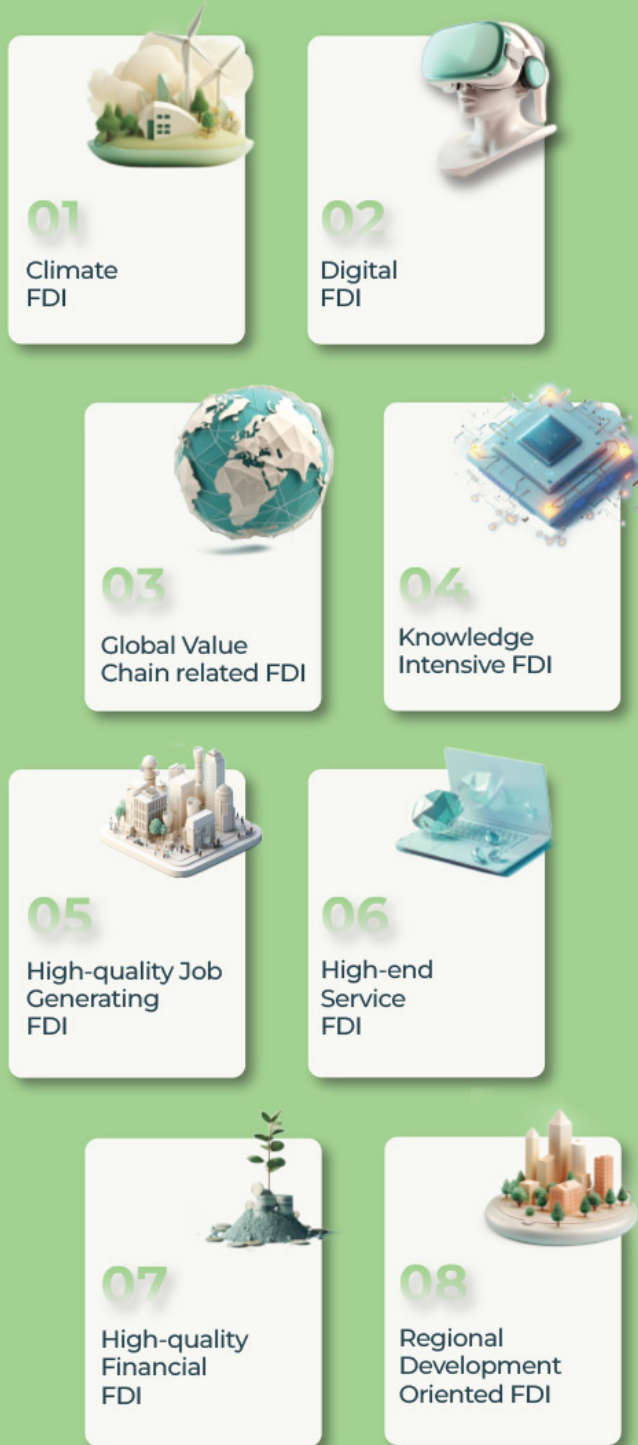 01
Climate
FDI
02
Digital
FDI
03
Global Value
Chain related FDI
04
Knowledge
Intensive FDI
05
High-quality Job
Generating
FDI
06
High-end
Service
FDI
07
High-quality
Financial
FDI
08
Regional
Development
Oriented FDI